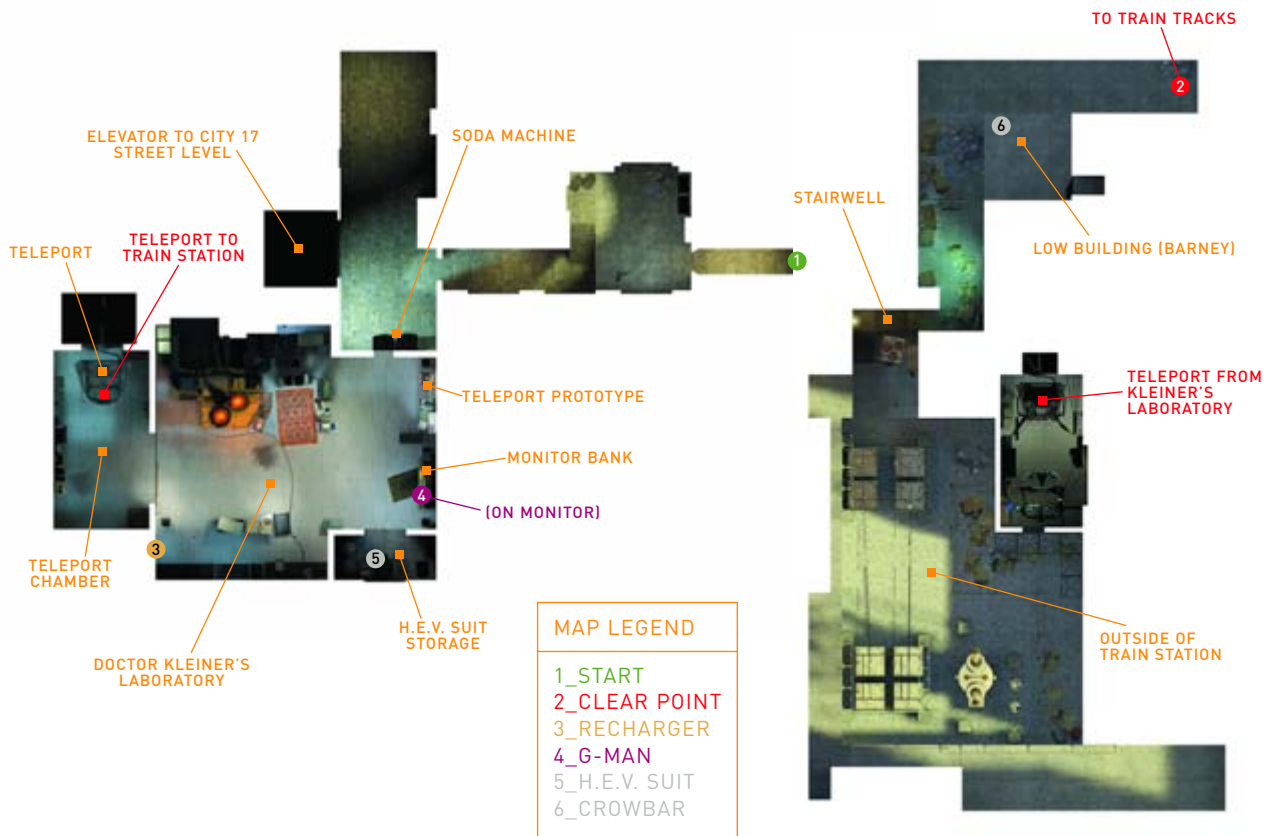 TO TRAIN TRACKS
2
6
ELEVATOR TO CITY 17
STREET LEVEL
SODA MACHINE
STAIRWELL
TELEPORT
TELEPORT TO
TRAIN STATION
LOW BUILDING (BARNEY)
1
TELEPORT PROTOTYPE
TELEPORT FROM
KLEINER'S
LABORATORY
MONITOR BANK
4
(ON MONITOR)
3
5
TELEPORT
CHAMBER
H.E.V. SUIT
STORAGE
DOCTOR KLEINER'S
LABORATORY
OUTSIDE OF
TRAIN STATION
MAP LEGEND
1_START
2_CLEAR POINT
3_RECHARGER
4_G-MAN
5_H.E.V. SUIT
6_CROWBAR